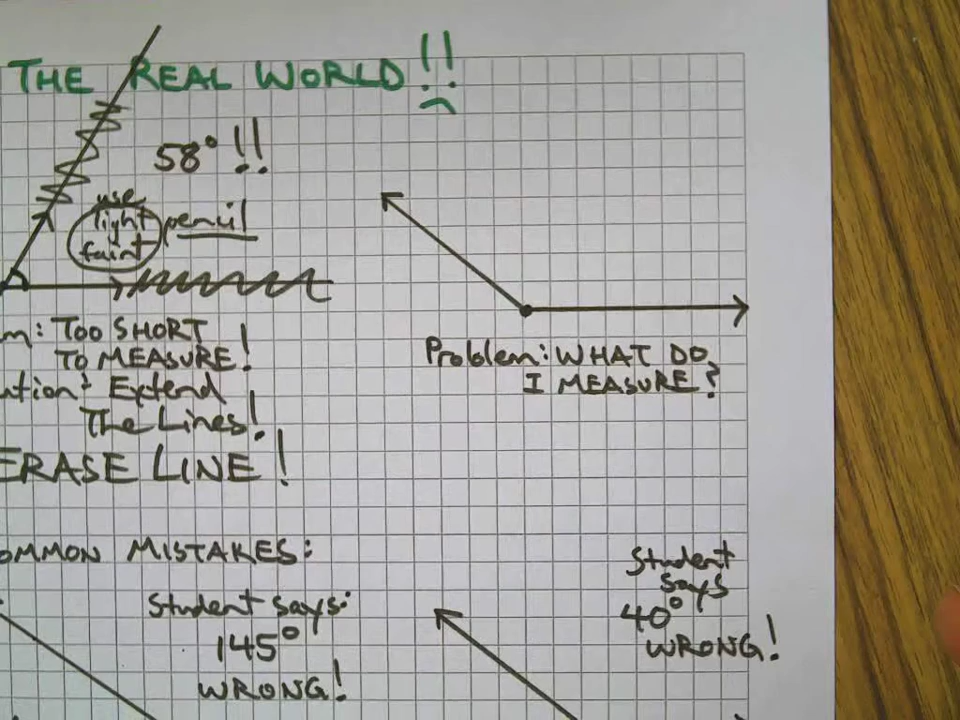 THE REAL WORLD!!
58°!!
use
light
faint pencil
m: TOO SHORT
TO MEASURE!
ution: Extend
The Lines!
ERASE LINE!
Problem: WHAT DO
I MEASURE?
OMMON MISTAKES:
Student says:
145°
WRONG!
Student
says
40°
WRONG!